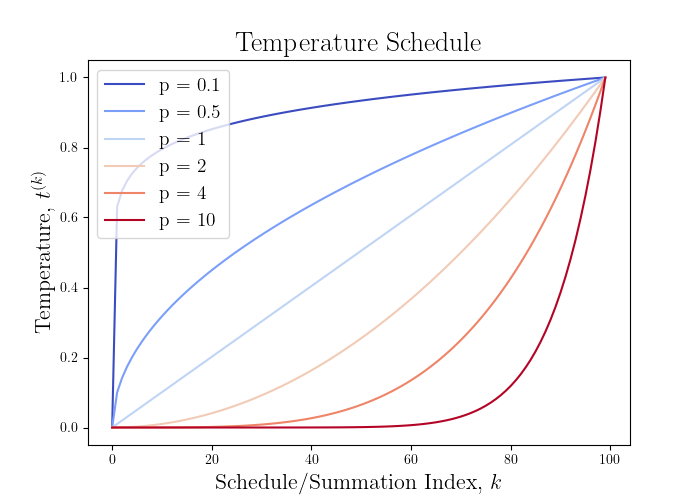 Temperature Schedule
p = 0.1
p = 0.5
p = 1
p = 2
p = 4
p = 10
Temperature, $t^{(k)}$
1.0
0.8
0.6
0.4
0.2
0.0
0 20 40 60 80 100
Schedule/Summation Index, $k$